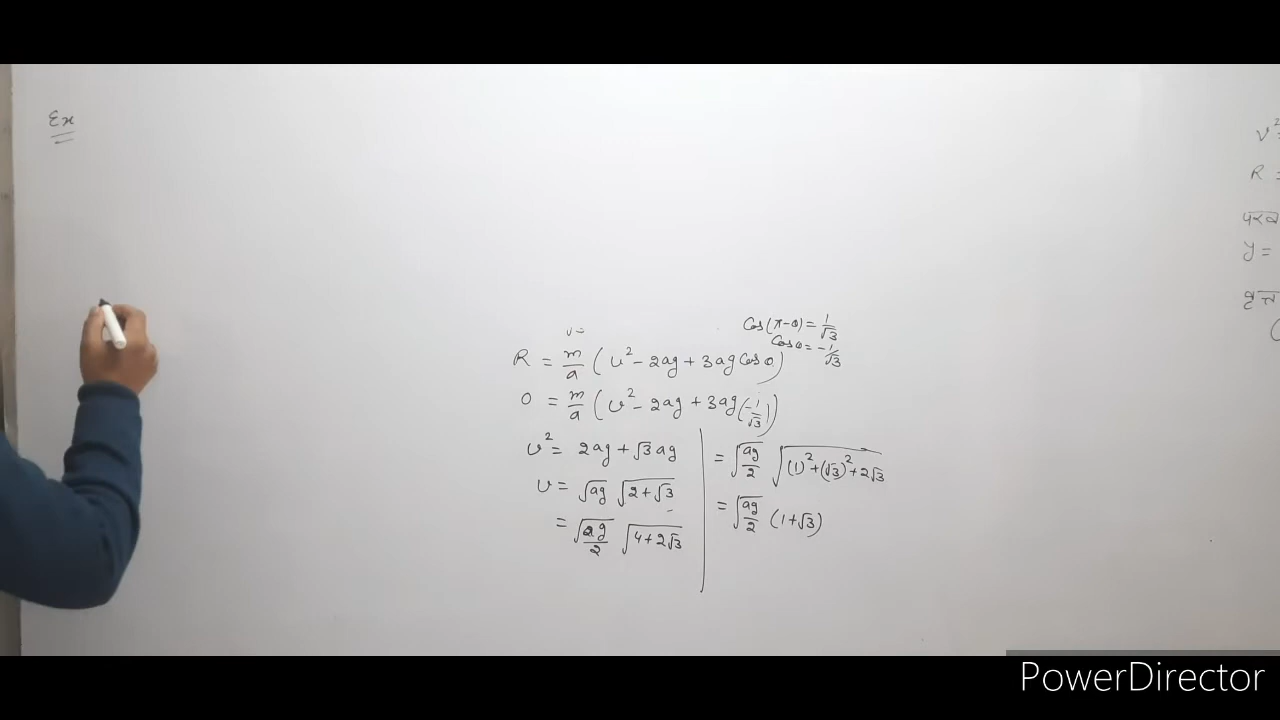 Ex
cos(π-θ) = 1/√3
cosθ = -1/√3
R = m/a (u² - 2ag + 3ag cosθ)
0 = m/a (u² - 2ag + 3ag(-1/√3))
u² = 2ag + √3 ag
u = √ag √2+√3
= √ag/2 √4+2√3
= √ag/2 √(1)²+(√3)²+2√3
= √ag/2 (1+√3)
v²
R =
y =
PowerDirector